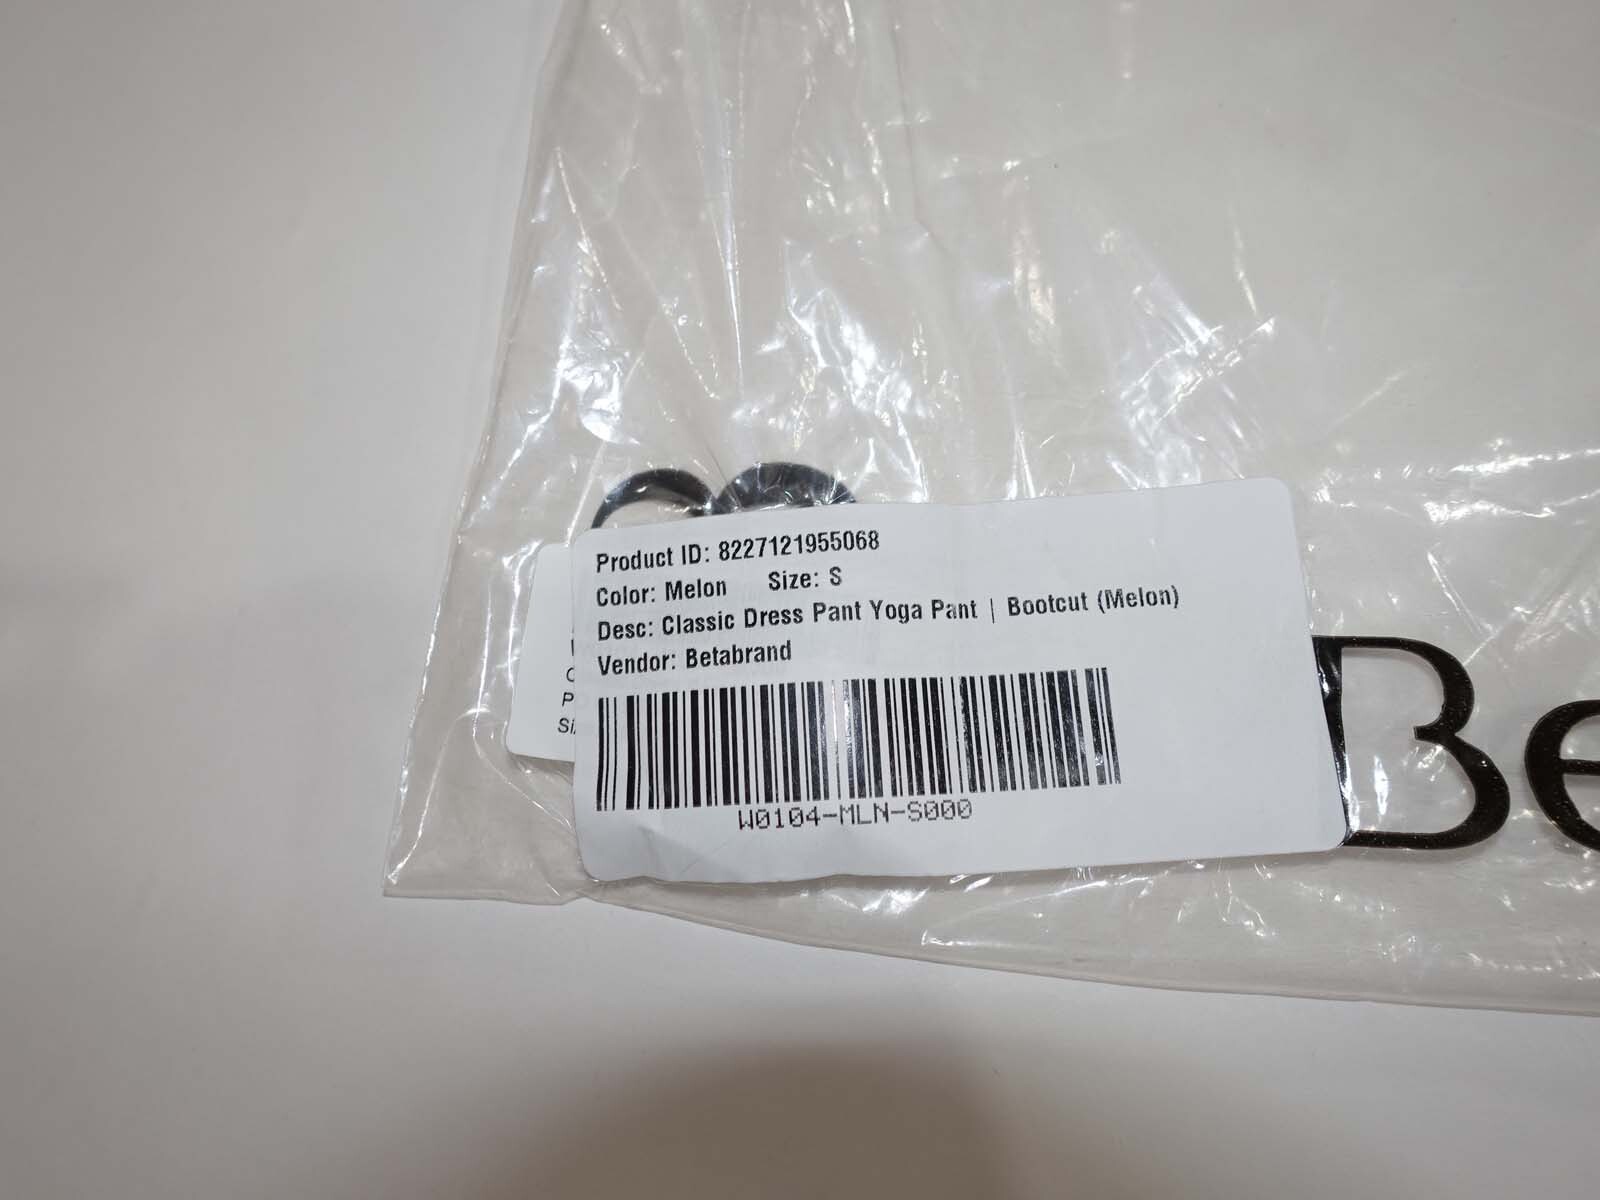 Product ID: 8227121955068
Color: Melon Size: S
Desc: Classic Dress Pant Yoga Pant | Bootcut (Melon)
Vendor: Betabrand
W0104-MLN-S000
Be